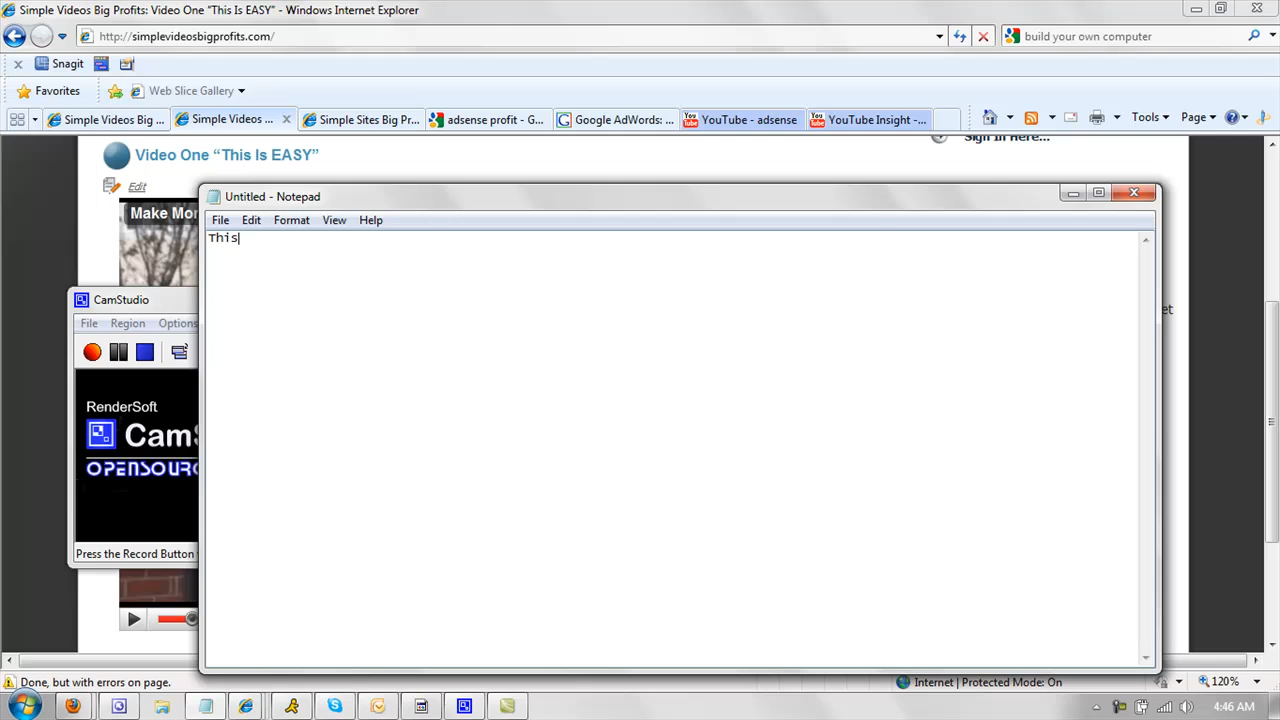 Simple Videos Big Profits: Video One “This Is EASY” - Windows Internet Explorer
http://simplevideosbigprofits.com/
build your own computer
Snagit
Favorites
Web Slice Gallery
Simple Videos Big ...
Simple Videos ...
Simple Sites Big Pr...
adsense profit - G...
Google AdWords: ...
YouTube - adsense
YouTube Insight -...
Tools
Page
Sign In Here...
Video One “This Is EASY”
Edit
Make Mor
Untitled - Notepad
File Edit Format View Help
This
CamStudio
File Region Options
et
RenderSoft
CamS
OPENSOURC
Press the Record Button
Done, but with errors on page.
Internet | Protected Mode: On
120%
4:46 AM